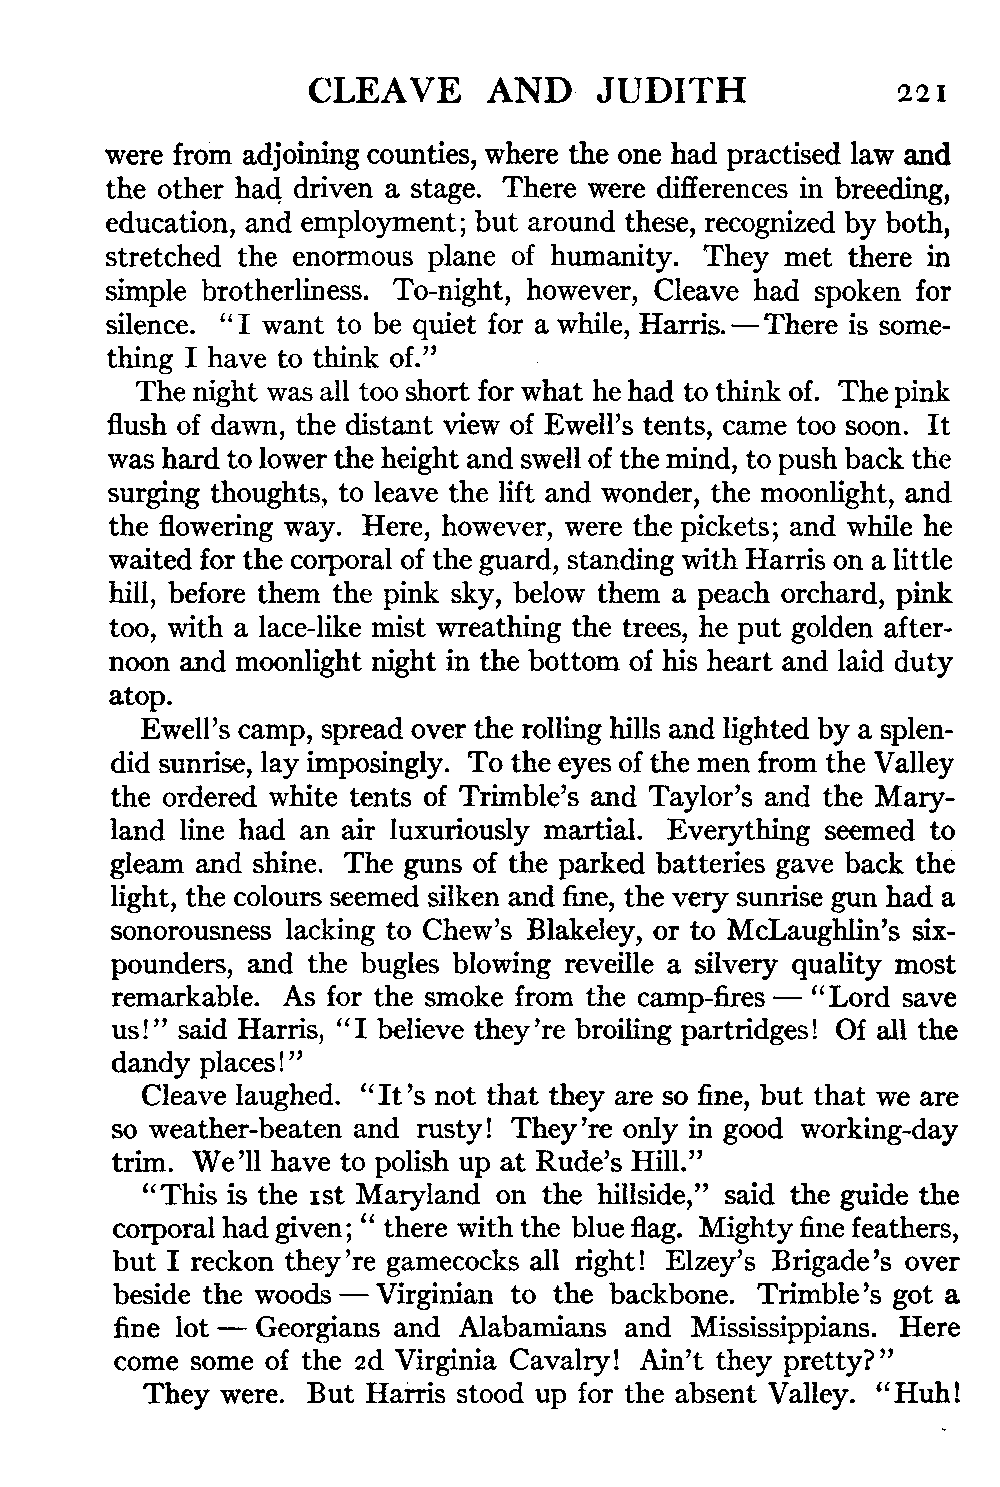 CLEAVE AND JUDITH 221
were from adjoining counties, where the one had practised law and
the other had driven a stage. There were differences in breeding,
education, and employment; but around these, recognized by both,
stretched the enormous plane of humanity. They met there in
simple brotherliness. To-night, however, Cleave had spoken for
silence. "I want to be quiet for a while, Harris. — There is some-
thing I have to think of."
The night was all too short for what he had to think of. The pink
flush of dawn, the distant view of Ewell's tents, came too soon. It
was hard to lower the height and swell of the mind, to push back the
surging thoughts, to leave the lift and wonder, the moonlight, and
the flowering way. Here, however, were the pickets; and while he
waited for the corporal of the guard, standing with Harris on a little
hill, before them the pink sky, below them a peach orchard, pink
too, with a lace-like mist wreathing the trees, he put golden after-
noon and moonlight night in the bottom of his heart and laid duty
atop.
Ewell's camp, spread over the rolling hills and lighted by a splen-
did sunrise, lay imposingly. To the eyes of the men from the Valley
the ordered white tents of Trimble's and Taylor's and the Mary-
land line had an air luxuriously martial. Everything seemed to
gleam and shine. The guns of the parked batteries gave back the
light, the colours seemed silken and fine, the very sunrise gun had a
sonorousness lacking to Chew's Blakeley, or to McLaughlin's six-
pounders, and the bugles blowing reveille a silvery quality most
remarkable. As for the smoke from the camp-fires — "Lord save
us!" said Harris, "I believe they're broiling partridges! Of all the
dandy places!"
Cleave laughed. "It's not that they are so fine, but that we are
so weather-beaten and rusty! They're only in good working-day
trim. We'll have to polish up at Rude's Hill."
"This is the 1st Maryland on the hillside," said the guide the
corporal had given; " there with the blue flag. Mighty fine feathers,
but I reckon they're gamecocks all right! Elzey's Brigade's over
beside the woods — Virginian to the backbone. Trimble's got a
fine lot — Georgians and Alabamians and Mississippians. Here
come some of the 2d Virginia Cavalry! Ain't they pretty?"
They were. But Harris stood up for the absent Valley. "Huh!